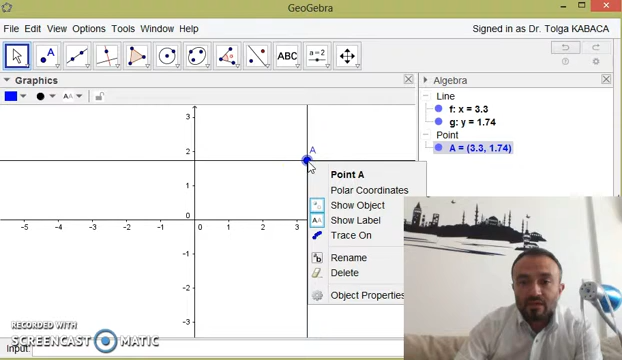 GeoGebra
File Edit View Options Tools Window Help
Signed in as Dr. Tolga KABACA
A
ABC
a = 2
Graphics
Algebra
AA
Line
f: x = 3.3
g: y = 1.74
Point
A = (3.3, 1.74)
3
2
1
0
-1
-2
-3
-5 -4 -3 -2 -1 0 1 2 3
A
Point A
Polar Coordinates
Show Object
AA Show Label
Trace On
Rename
Delete
Object Properties
RECORDED WITH
SCREENCAST MATIC
Input: